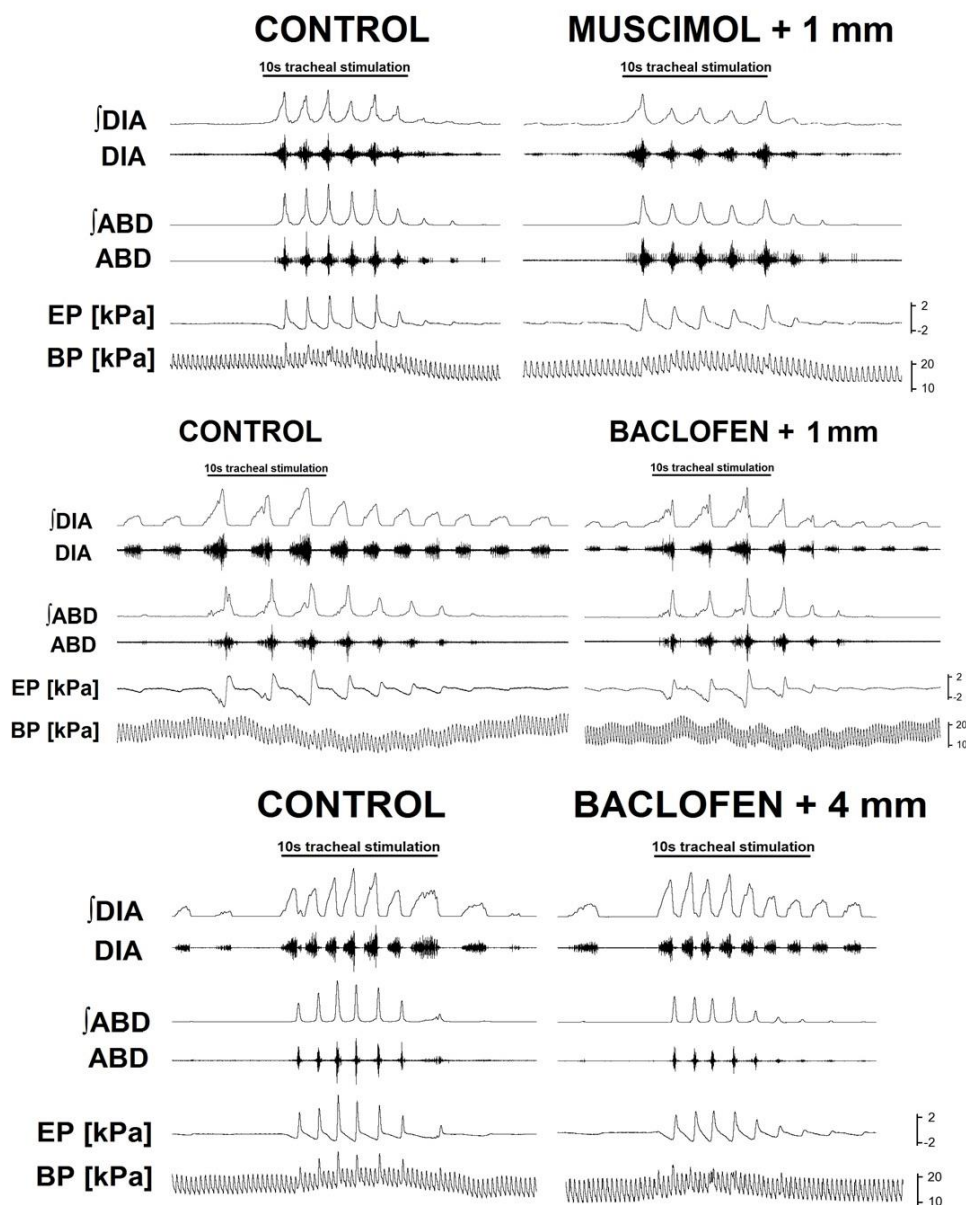 CONTROL MUSCIMOL + 1 mm
10s tracheal stimulation 10s tracheal stimulation
∫DIA
DIA
∫ABD
ABD
EP [kPa] 2
-2
BP [kPa] 20
10
CONTROL BACLOFEN + 1 mm
10s tracheal stimulation 10s tracheal stimulation
∫DIA
DIA
∫ABD
ABD
EP [kPa] 2
-2
BP [kPa] 20
10
CONTROL BACLOFEN + 4 mm
10s tracheal stimulation 10s tracheal stimulation
∫DIA
DIA
∫ABD
ABD
EP [kPa] 2
-2
BP [kPa] 20
10